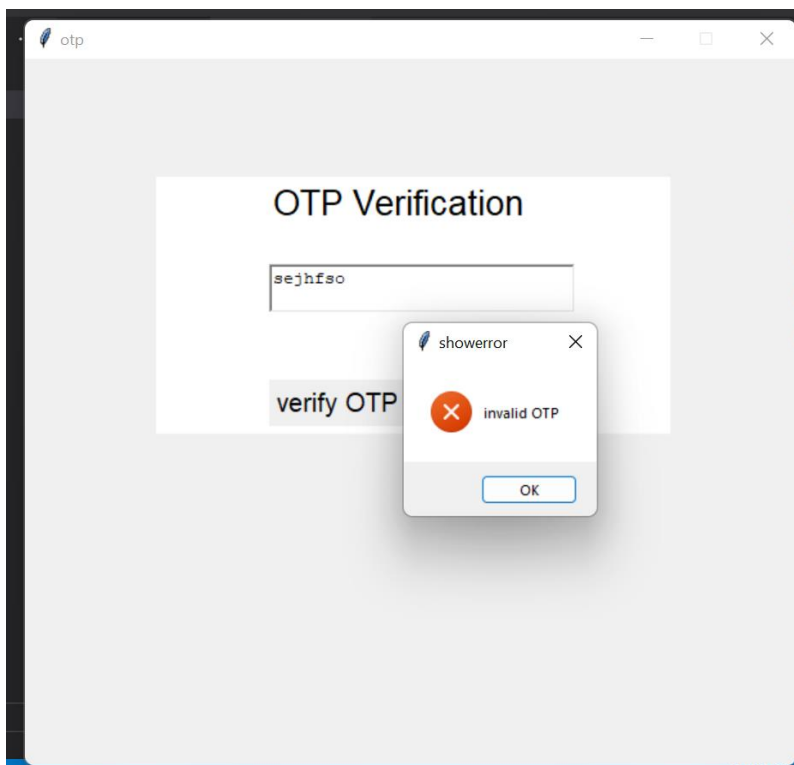 otp
OTP Verification
sejhfso
showerror
invalid OTP
verify OTP
OK